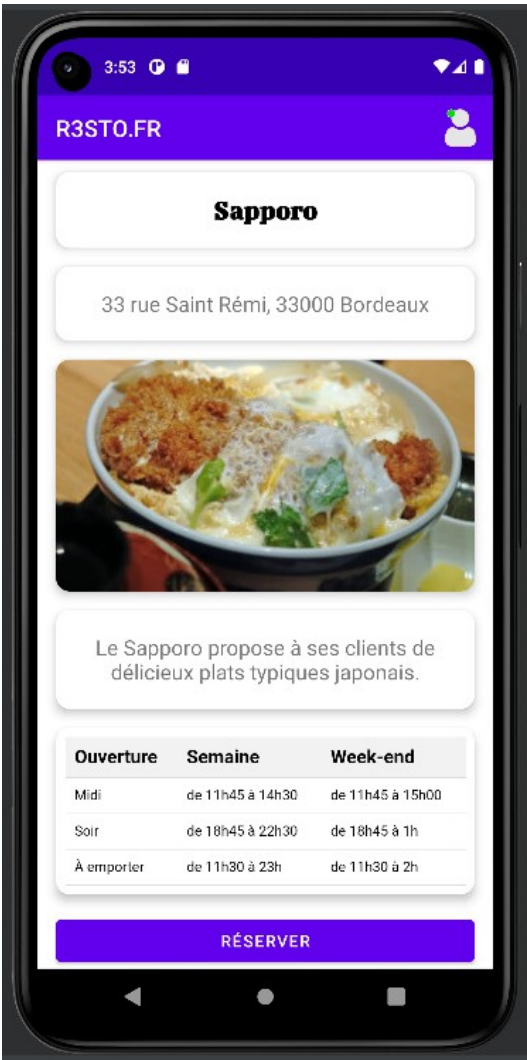 3:53
R3STO.FR
Sapporo
33 rue Saint Rémi, 33000 Bordeaux
Le Sapporo propose à ses clients de
délicieux plats typiques japonais.
Ouverture Semaine Week-end
Midi de 11h45 à 14h30 de 11h45 à 15h00
Soir de 18h45 à 22h30 de 18h45 à 1h
À emporter de 11h30 à 23h de 11h30 à 2h
RÉSERVER